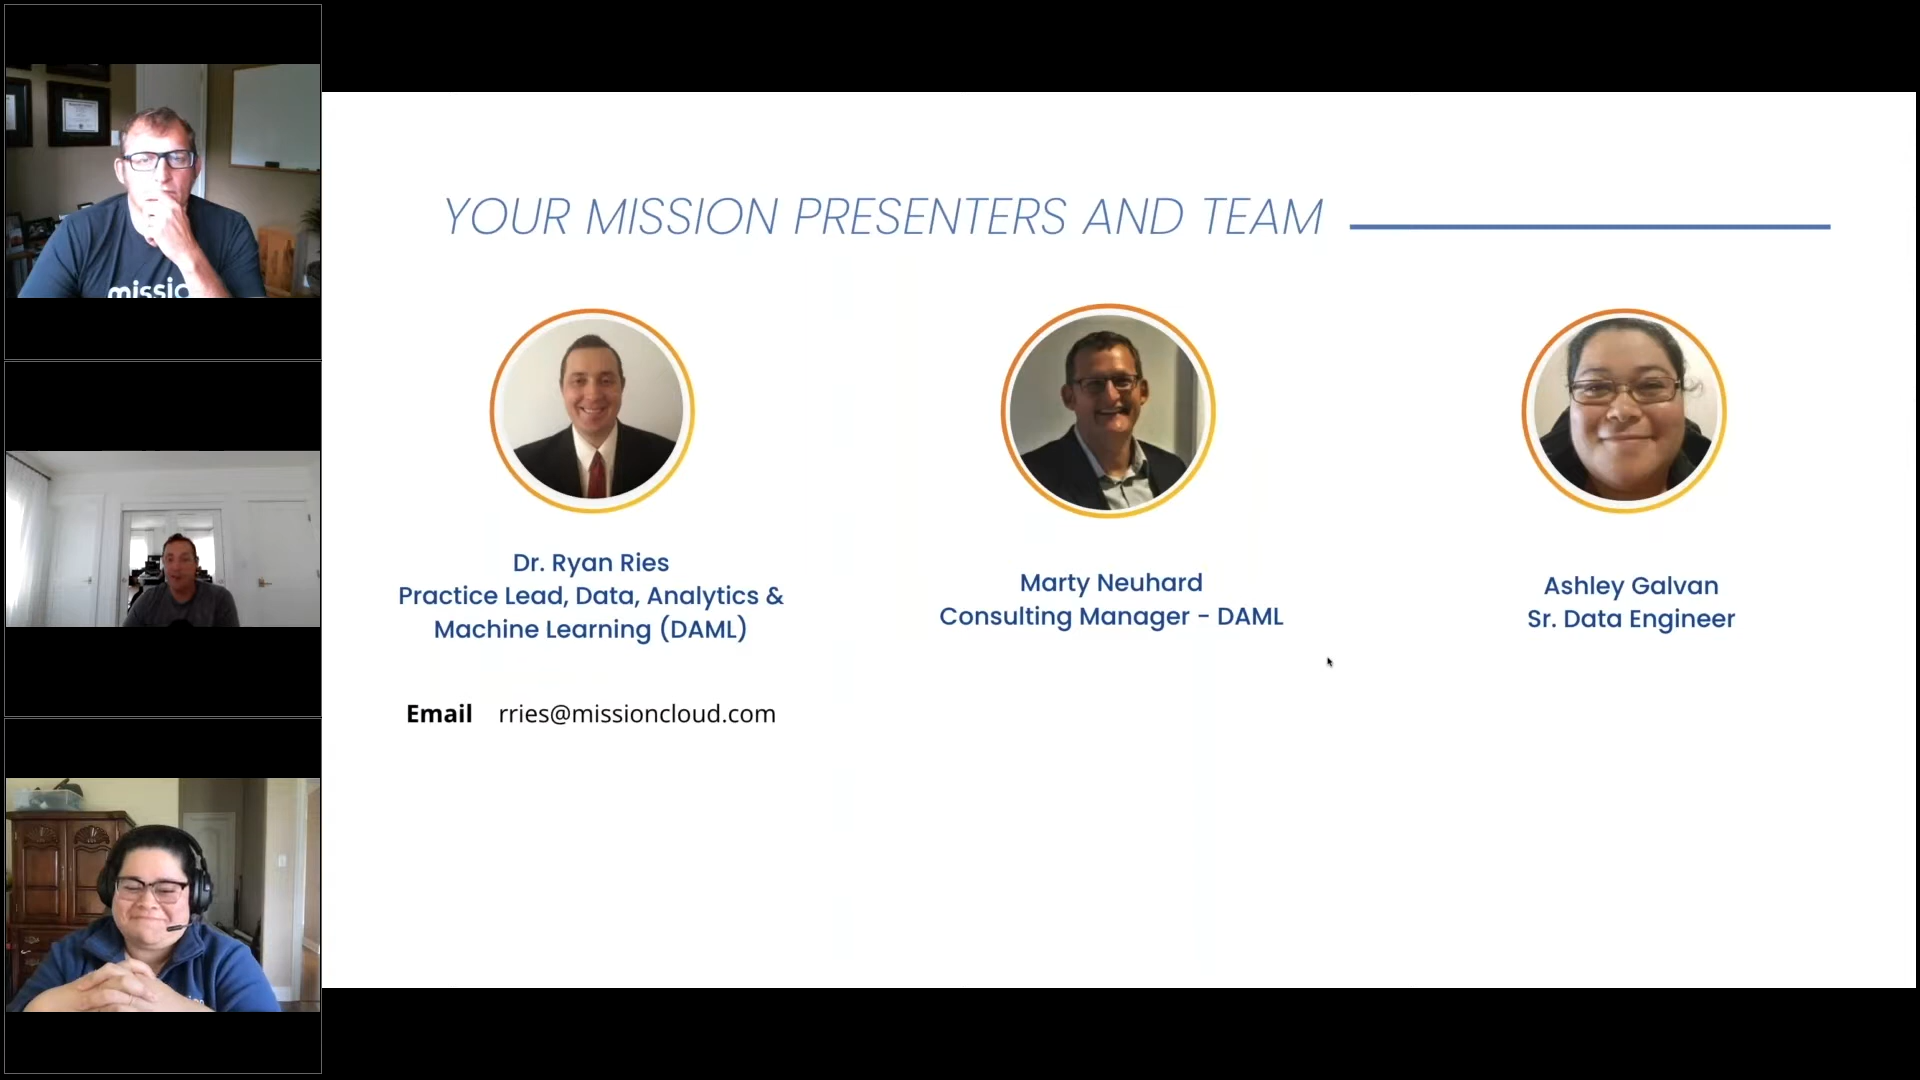 missio
YOUR MISSION PRESENTERS AND TEAM
Dr. Ryan Ries
Practice Lead, Data, Analytics &
Machine Learning (DAML)
Email rries@missioncloud.com
Marty Neuhard
Consulting Manager - DAML
Ashley Galvan
Sr. Data Engineer